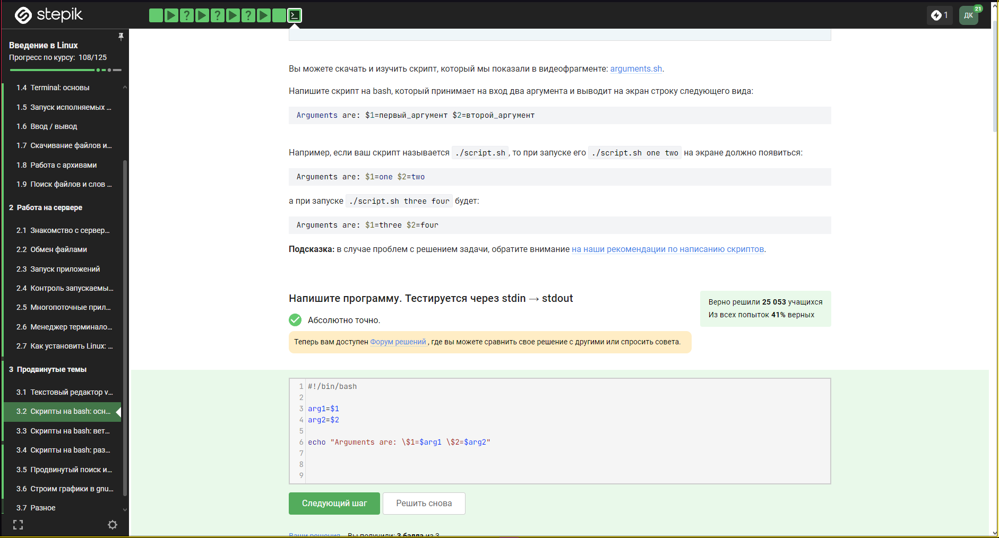 stepik
1
ДК
21
Введение в Linux
Прогресс по курсу: 108/125
1.4 Terminal: основы
1.5 Запуск исполняемых ...
1.6 Ввод / вывод
1.7 Скачивание файлов и...
1.8 Работа с архивами
1.9 Поиск файлов и слов ...
2 Работа на сервере
2.1 Знакомство с сервер...
2.2 Обмен файлами
2.3 Запуск приложений
2.4 Контроль запускаемы...
2.5 Многопоточные прил...
2.6 Менеджер терминало...
2.7 Как установить Linux: ...
3 Продвинутые темы
3.1 Текстовый редактор v...
3.2 Скрипты на bash: осн...
3.3 Скрипты на bash: вет...
3.4 Скрипты на bash: раз...
3.5 Продвинутый поиск и...
3.6 Строим графики в gnu...
3.7 Разное
Вы можете скачать и изучить скрипт, который мы показали в видеофрагменте: arguments.sh.
Напишите скрипт на bash, который принимает на вход два аргумента и выводит на экран строку следующего вида:
Arguments are: $1=первый_аргумент $2=второй_аргумент
Например, если ваш скрипт называется ./script.sh, то при запуске его ./script.sh one two на экране должно появиться:
Arguments are: $1=one $2=two
а при запуске ./script.sh three four будет:
Arguments are: $1=three $2=four
Подсказка: в случае проблем с решением задачи, обратите внимание на наши рекомендации по написанию скриптов.
Напишите программу. Тестируется через stdin → stdout
Верно решили 25 053 учащихся
Из всех попыток 41% верных
Абсолютно точно.
Теперь вам доступен Форум решений, где вы можете сравнить свое решение с другими или спросить совета.
1 #!/bin/bash
2
3 arg1=$1
4 arg2=$2
5
6 echo "Arguments are: \$1=$arg1 \$2=$arg2"
7
8
9
Следующий шаг
Решить снова
Ваши решения Вы получили: 3 балла из 3